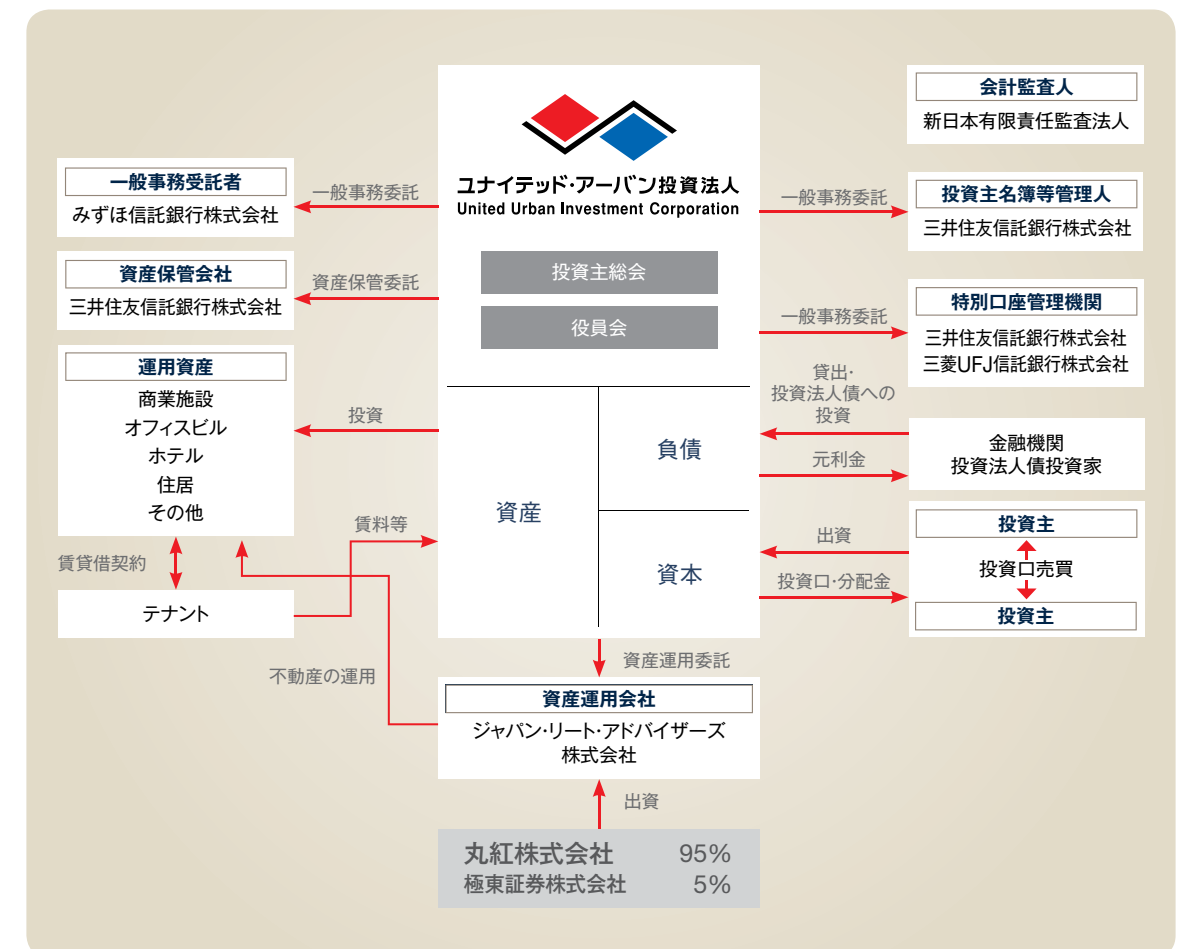 ユナイテッド・アーバン投資法人
United Urban Investment Corporation
投資主総会
役員会
資産
負債
資本
一般事務委託
一般事務受託者
みずほ信託銀行株式会社
資産保管委託
資産保管会社
三井住友信託銀行株式会社
投資
運用資産
商業施設
オフィスビル
ホテル
住居
その他
賃貸借契約
テナント
賃料等
不動産の運用
会計監査人
新日本有限責任監査法人
一般事務委託
投資主名簿等管理人
三井住友信託銀行株式会社
一般事務委託
特別口座管理機関
三井住友信託銀行株式会社
三菱UFJ信託銀行株式会社
貸出・
投資法人債への
投資
元利金
金融機関
投資法人債投資家
出資
投資口・分配金
投資主
投資口売買
投資主
資産運用委託
資産運用会社
ジャパン・リート・アドバイザーズ
株式会社
出資
丸紅株式会社 95%
極東証券株式会社 5%